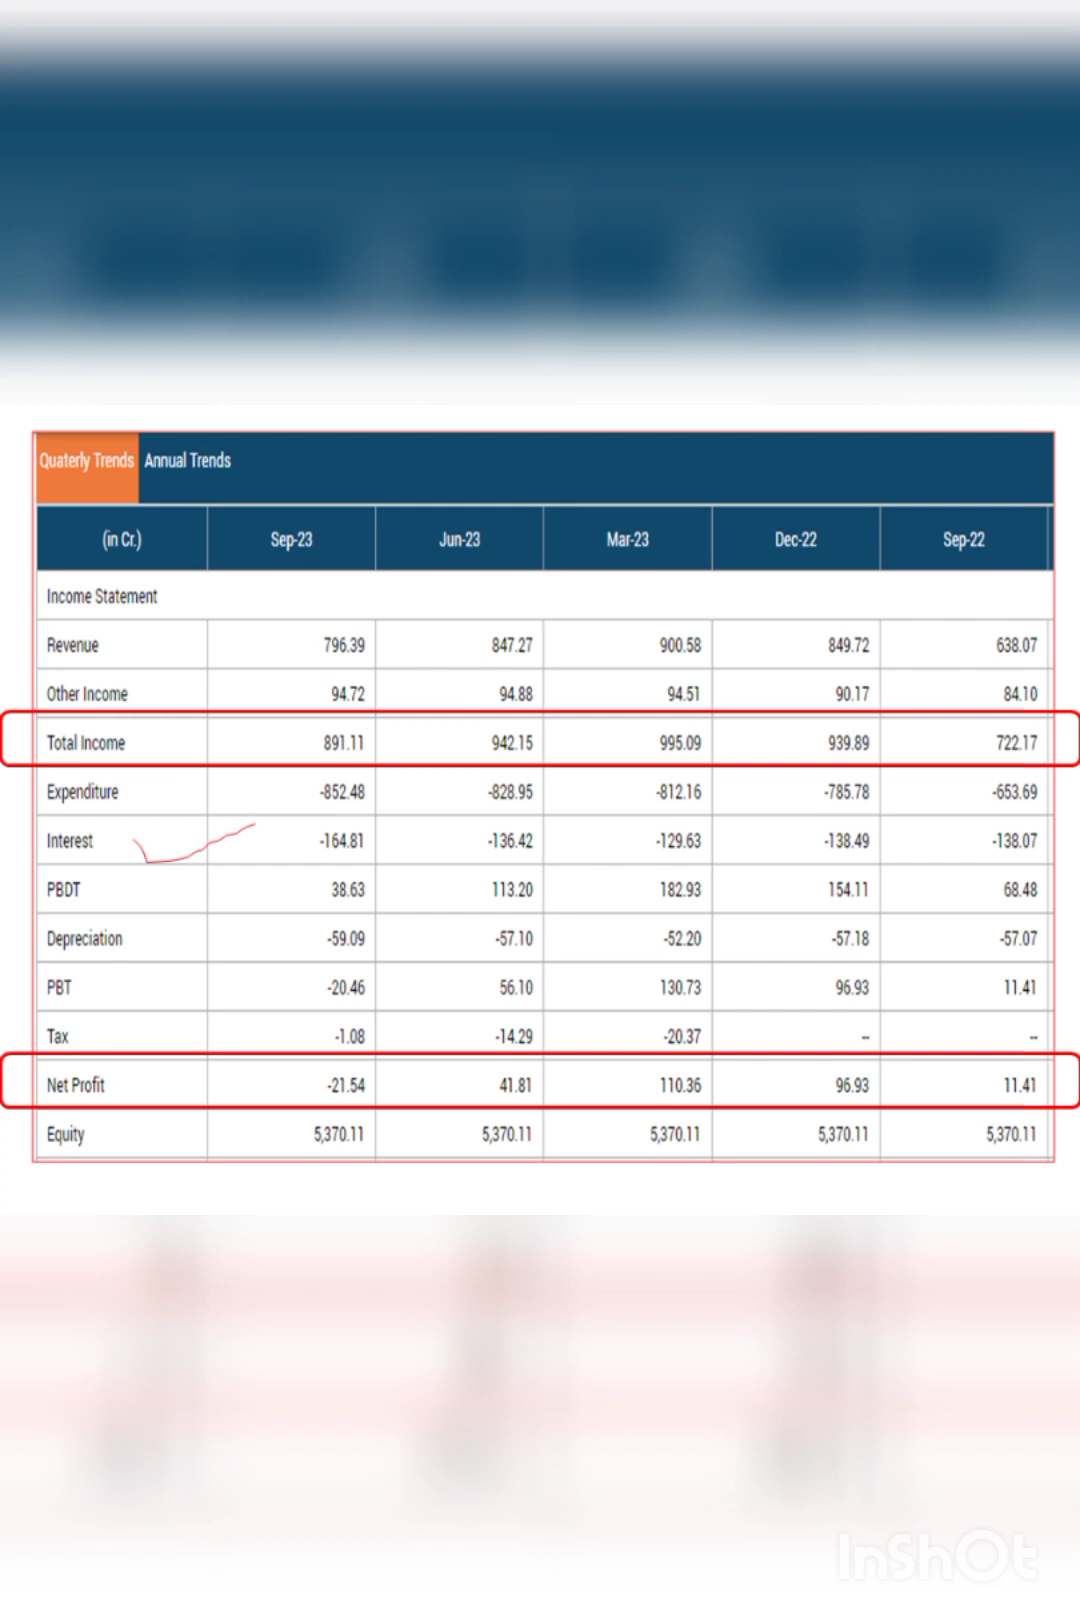 Quaterly Trends Annual Trends
(in Cr.) Sep-23 Jun-23 Mar-23 Dec-22 Sep-22
Income Statement
Revenue 796.39 847.27 900.58 849.72 638.07
Other Income 94.72 94.88 94.51 90.17 84.10
Total Income 891.11 942.15 995.09 939.89 722.17
Expenditure -852.48 -828.95 -812.16 -785.78 -653.69
Interest -164.81 -136.42 -129.63 -138.49 -138.07
PBDT 38.63 113.20 182.93 154.11 68.48
Depreciation -59.09 -57.10 -52.20 -57.18 -57.07
PBT -20.46 56.10 130.73 96.93 11.41
Tax -1.08 -14.29 -20.37 -- --
Net Profit -21.54 41.81 110.36 96.93 11.41
Equity 5,370.11 5,370.11 5,370.11 5,370.11 5,370.11
InShOt